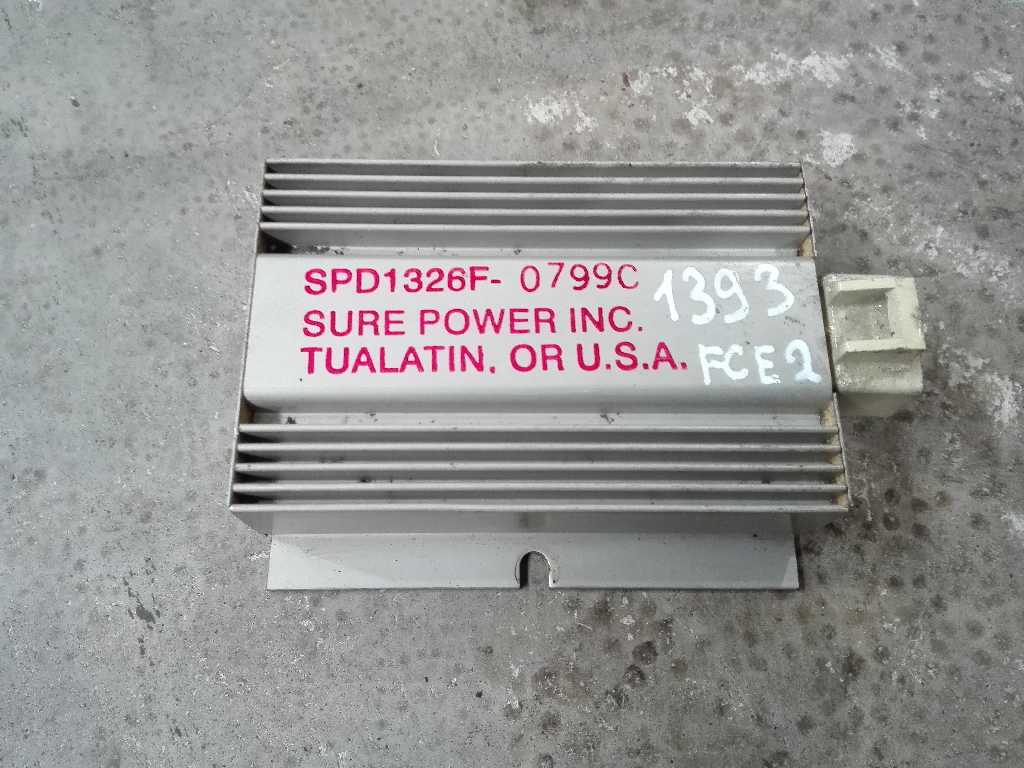 SPD1326F- 0799C 1393
SURE POWER INC.
TUALATIN, OR U.S.A. FCE2